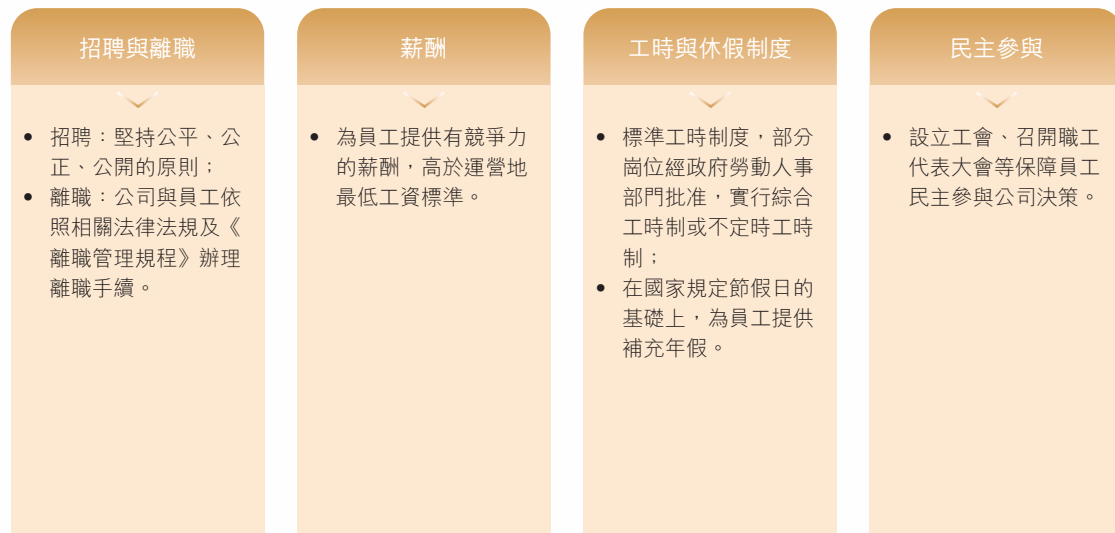 招聘與離職
• 招聘：堅持公平、公
正、公開的原則；
• 離職：公司與員工依
照相關法律法規及《
離職管理規程》辦理
離職手續。
薪酬
• 為員工提供有競爭力
的薪酬，高於運營地
最低工資標準。
工時與休假制度
• 標準工時制度，部分
崗位經政府勞動人事
部門批准，實行綜合
工時制或不定時工時
制；
• 在國家規定節假日的
基礎上，為員工提供
補充年假。
民主參與
• 設立工會、召開職工
代表大會等保障員工
民主參與公司決策。